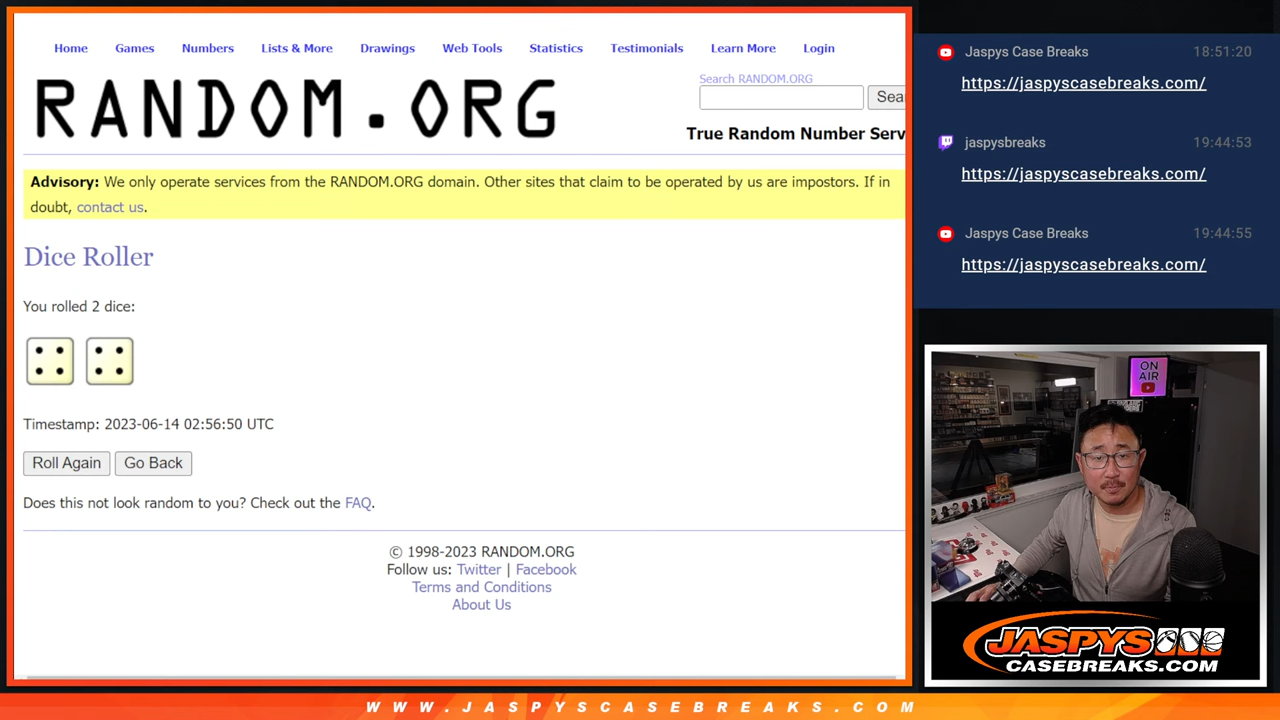 Home Games Numbers Lists & More Drawings Web Tools Statistics Testimonials Learn More Login
RANDOM.ORG
Search RANDOM.ORG
Sea
True Random Number Serv
Advisory: We only operate services from the RANDOM.ORG domain. Other sites that claim to be operated by us are impostors. If in
doubt, contact us.
Dice Roller
You rolled 2 dice:
Timestamp: 2023-06-14 02:56:50 UTC
Roll Again Go Back
Does this not look random to you? Check out the FAQ.
© 1998-2023 RANDOM.ORG
Follow us: Twitter | Facebook
Terms and Conditions
About Us
Jaspys Case Breaks 18:51:20
https://jaspyscasebreaks.com/
jaspysbreaks 19:44:53
https://jaspyscasebreaks.com/
Jaspys Case Breaks 19:44:55
https://jaspyscasebreaks.com/
ON
AIR
JASPYS
CASEBREAKS.COM
WWW.JASPYSCASEBREAKS.COM